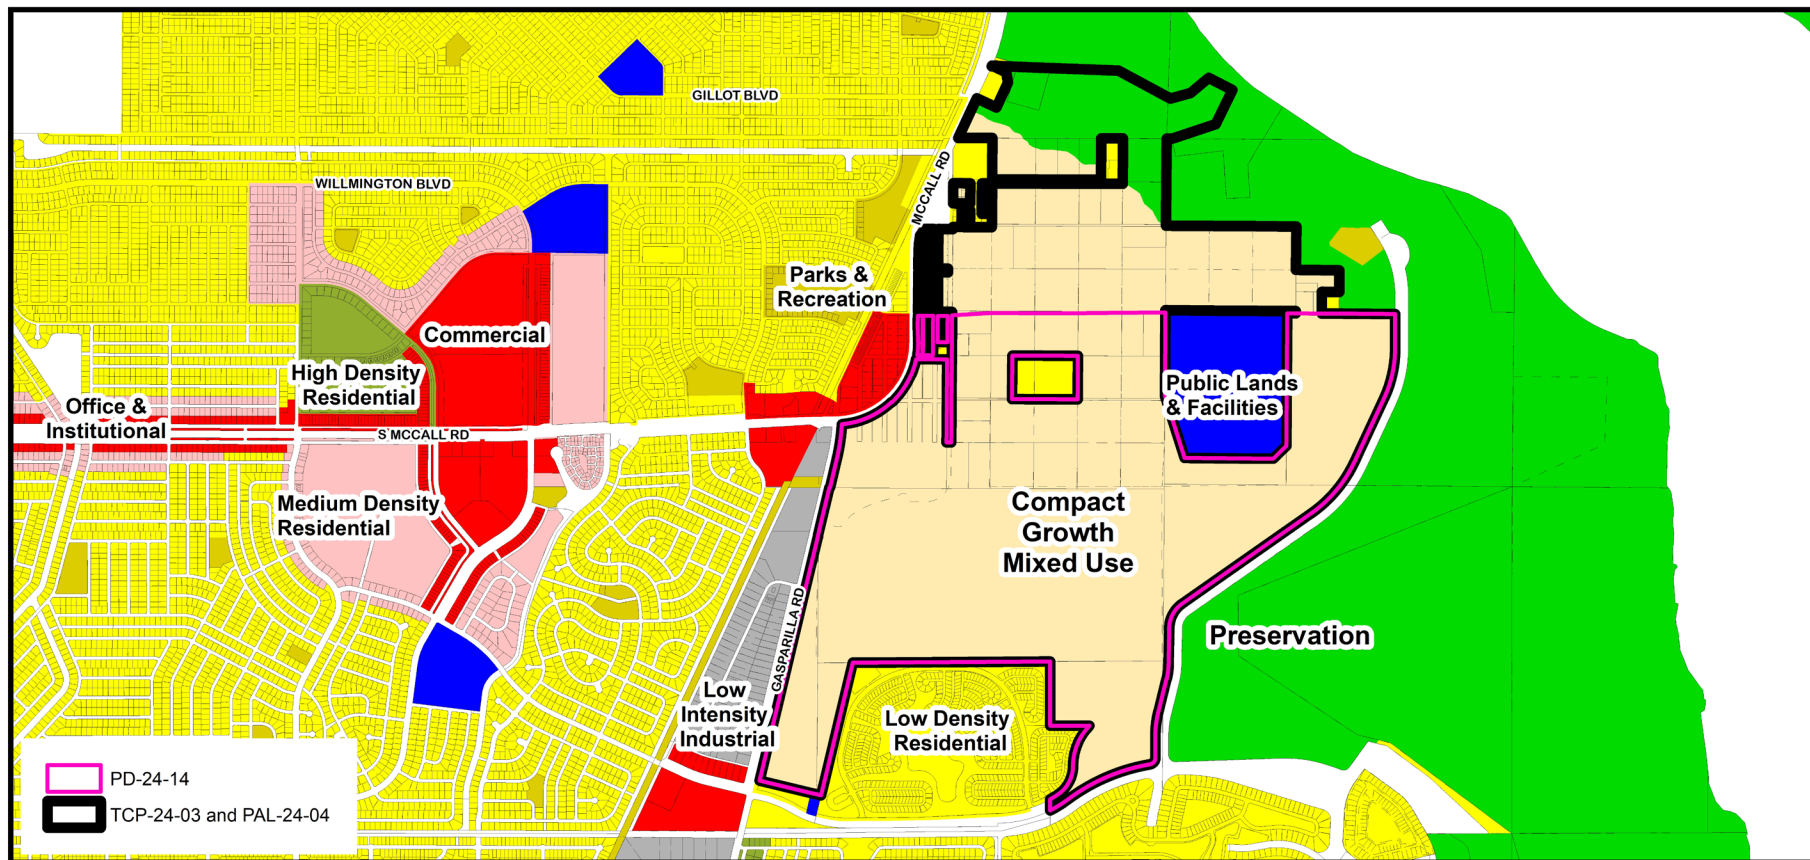 GILLOT BLVD
WILLMINGTON BLVD
MCCALL RD
Parks &
Recreation
Commercial
High Density
Residential
Office &
Institutional
S MCCALL RD
Public Lands
& Facilities
Medium Density
Residential
Compact
Growth
Mixed Use
GASPARILLA RD
Preservation
Low
Intensity
Industrial
Low Density
Residential
PD-24-14
TCP-24-03 and PAL-24-04